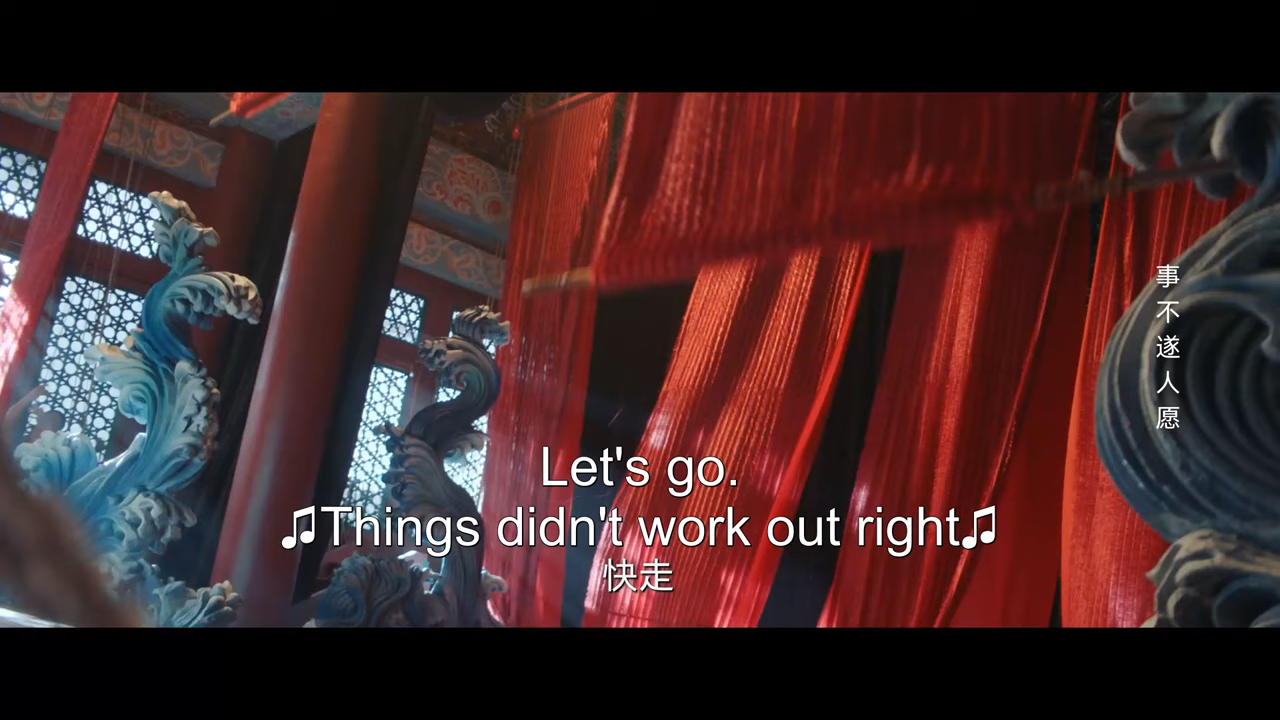 事不遂人愿
Let's go.
♫Things didn't work out right♫
快走